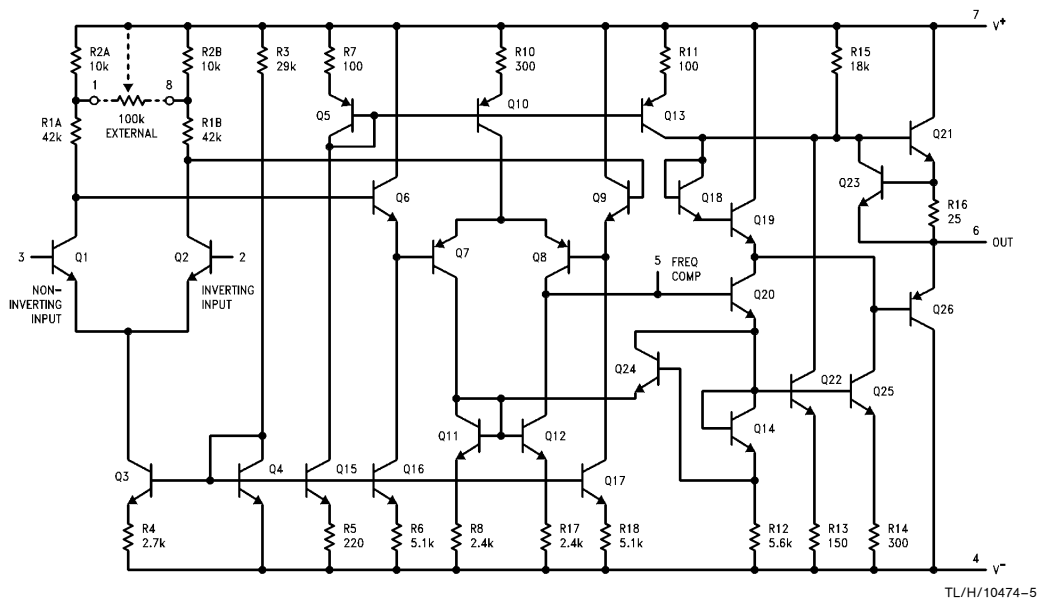 7 V+
R2A
10k
R2B
10k
R3
29k
R7
100
R10
300
R11
100
R15
18k
1
8
100k
EXTERNAL
Q5
Q10
Q13
R1A
42k
R1B
42k
Q21
Q23
Q6
Q9
Q18
Q19
R16
25
6
OUT
3
Q1
Q2
2
Q7
Q8
5 FREQ
COMP
NON-
INVERTING
INPUT
INVERTING
INPUT
Q20
Q26
Q24
Q22
Q25
Q11
Q12
Q14
Q3
Q4
Q15
Q16
Q17
R4
2.7k
R5
220
R6
5.1k
R8
2.4k
R17
2.4k
R18
5.1k
R12
5.6k
R13
150
R14
300
4 V-
TL/H/10474-5